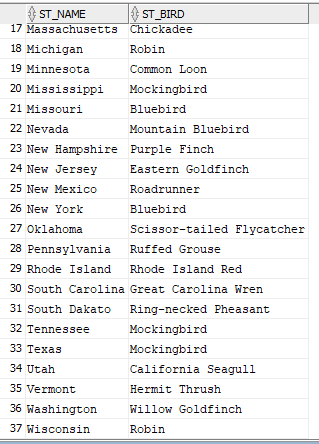 ST_NAME ST_BIRD
17 Massachusetts Chickadee
18 Michigan Robin
19 Minnesota Common Loon
20 Mississippi Mockingbird
21 Missouri Bluebird
22 Nevada Mountain Bluebird
23 New Hampshire Purple Finch
24 New Jersey Eastern Goldfinch
25 New Mexico Roadrunner
26 New York Bluebird
27 Oklahoma Scissor-tailed Flycatcher
28 Pennsylvania Ruffed Grouse
29 Rhode Island Rhode Island Red
30 South Carolina Great Carolina Wren
31 South Dakato Ring-necked Pheasant
32 Tennessee Mockingbird
33 Texas Mockingbird
34 Utah California Seagull
35 Vermont Hermit Thrush
36 Washington Willow Goldfinch
37 Wisconsin Robin